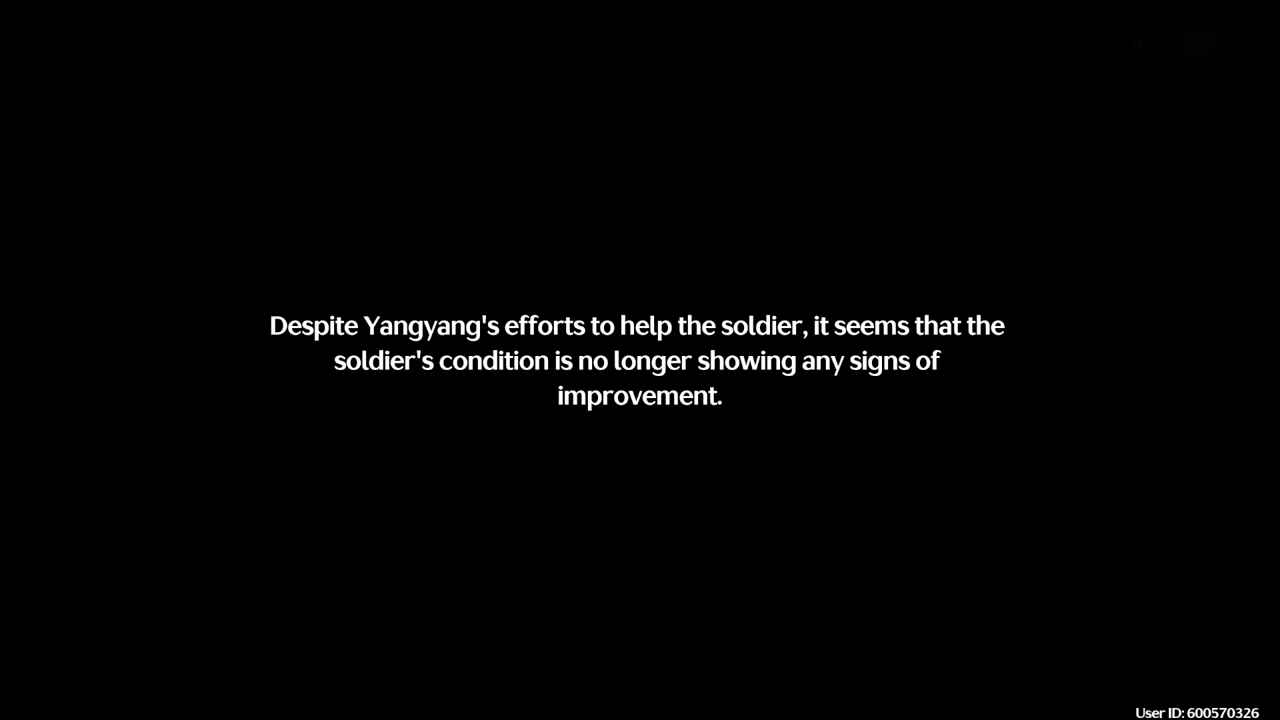 Despite Yangyang's efforts to help the soldier, it seems that the
soldier's condition is no longer showing any signs of
improvement.
User ID: 600570326